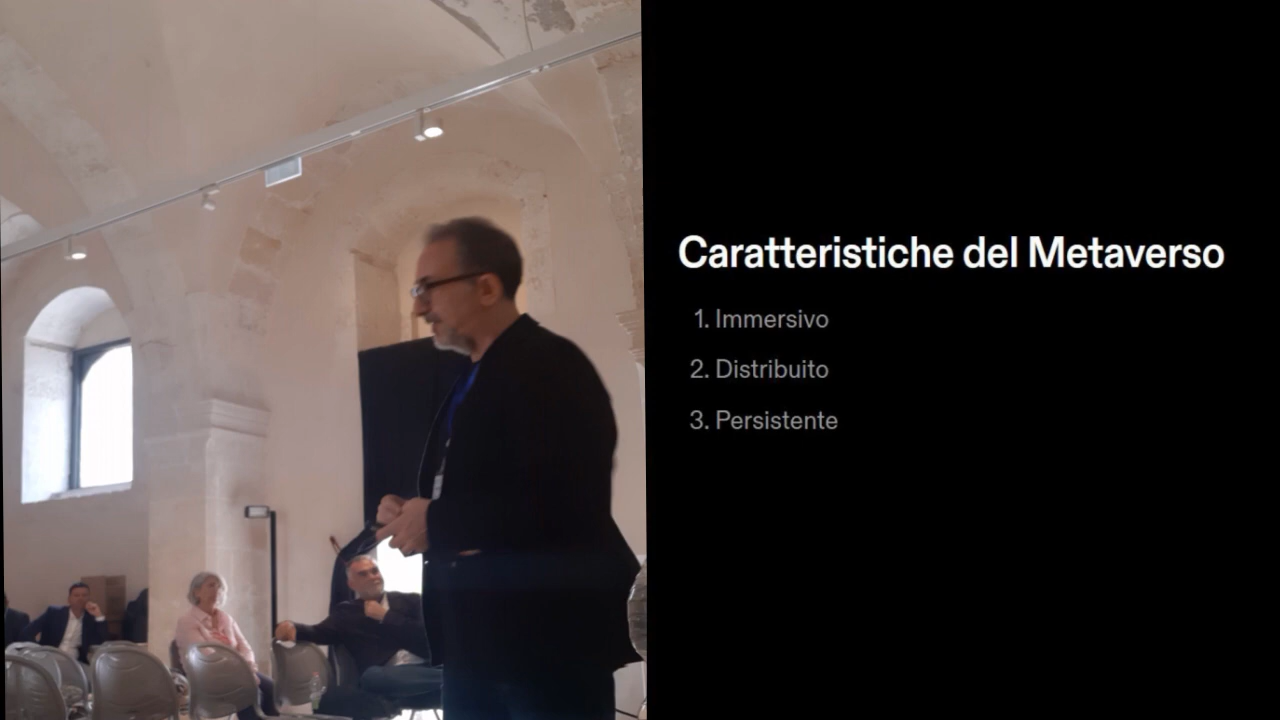 Caratteristiche del Metaverso
1. Immersivo
2. Distribuito
3. Persistente